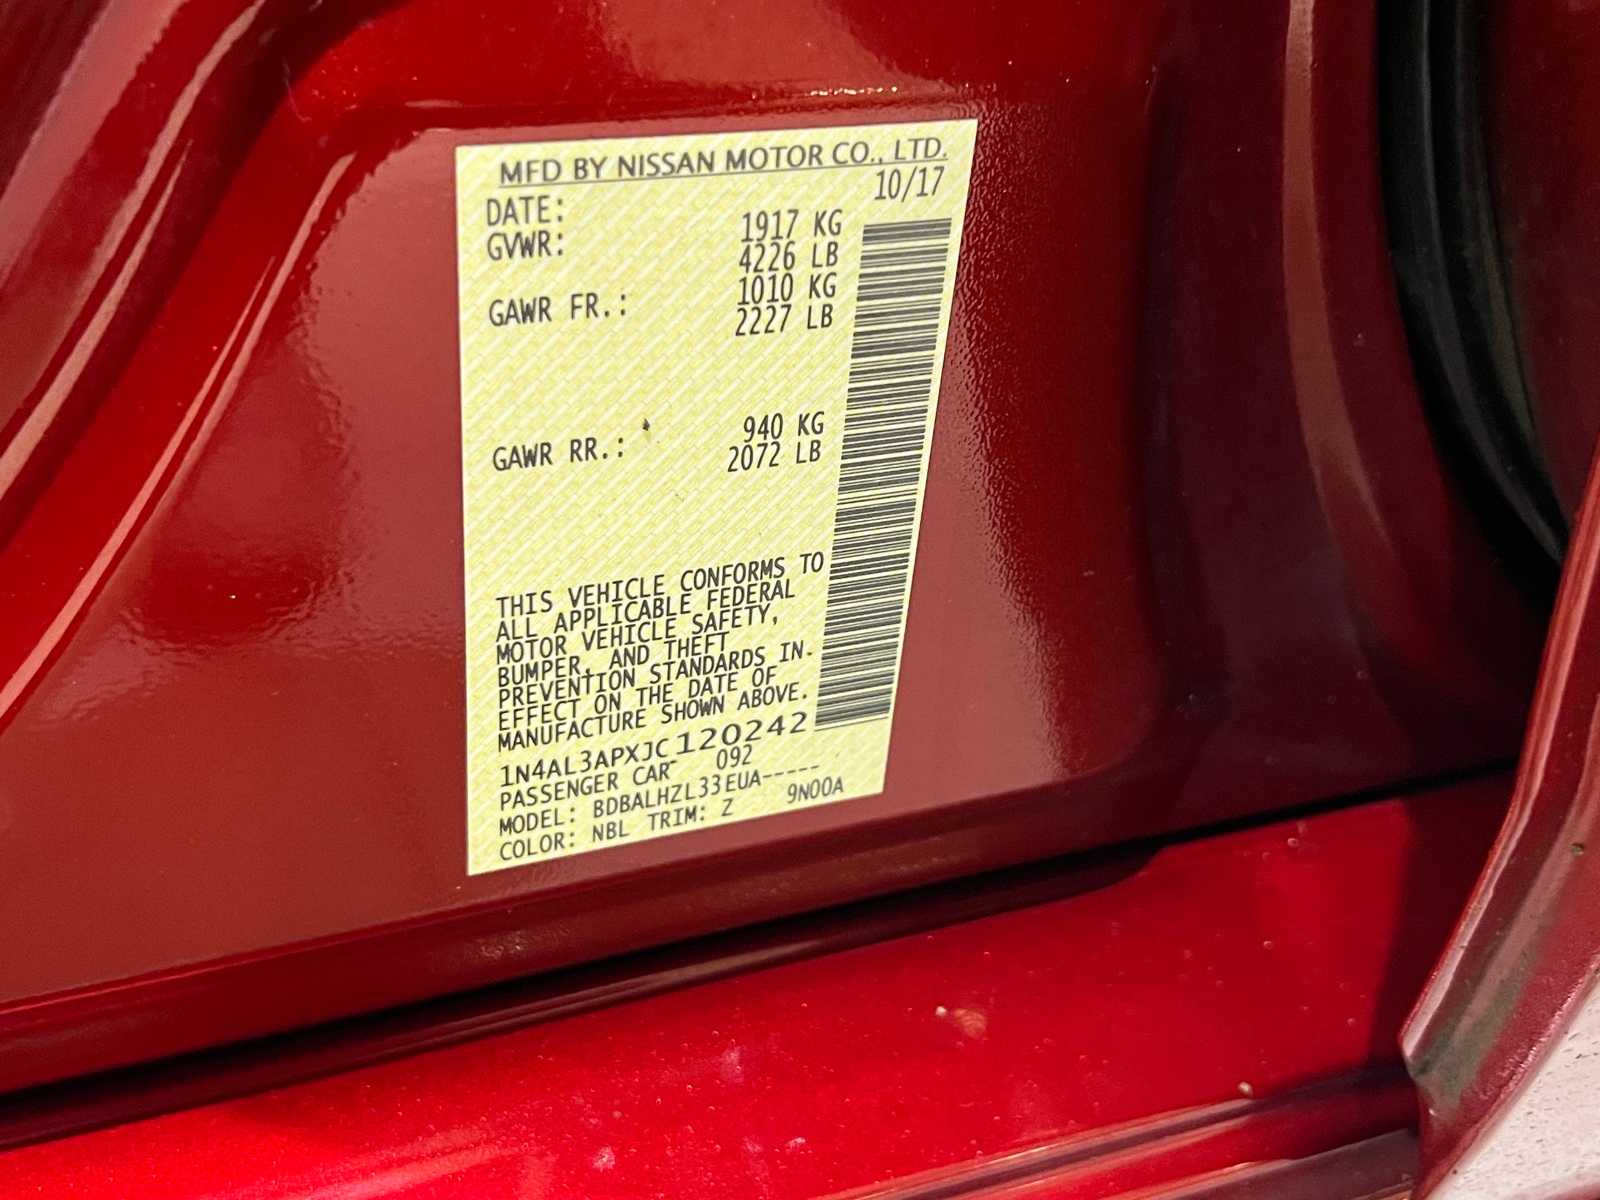 MFD BY NISSAN MOTOR CO., LTD.
DATE: 10/17
GVWR: 1917 KG
4226 LB
GAWR FR.: 1010 KG
2227 LB
GAWR RR.: 940 KG
2072 LB
THIS VEHICLE CONFORMS TO
ALL APPLICABLE FEDERAL
MOTOR VEHICLE SAFETY,
BUMPER, AND THEFT
PREVENTION STANDARDS IN
EFFECT ON THE DATE OF
MANUFACTURE SHOWN ABOVE.
1N4AL3APXJC120242
PASSENGER CAR 092
MODEL: BDBALHZL33EUA-----
COLOR: NBL TRIM: Z 9N00A